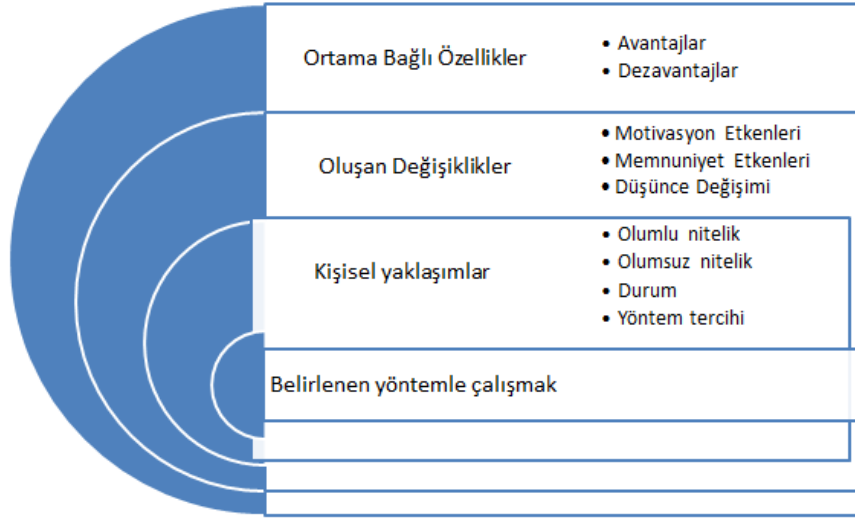 Ortama Bağlı Özellikler
• Avantajlar
• Dezavantajlar
Oluşan Değişiklikler
• Motivasyon Etkenleri
• Memnuniyet Etkenleri
• Düşünce Değişimi
Kişisel yaklaşımlar
• Olumlu nitelik
• Olumsuz nitelik
• Durum
• Yöntem tercihi
Belirlenen yöntemle çalışmak